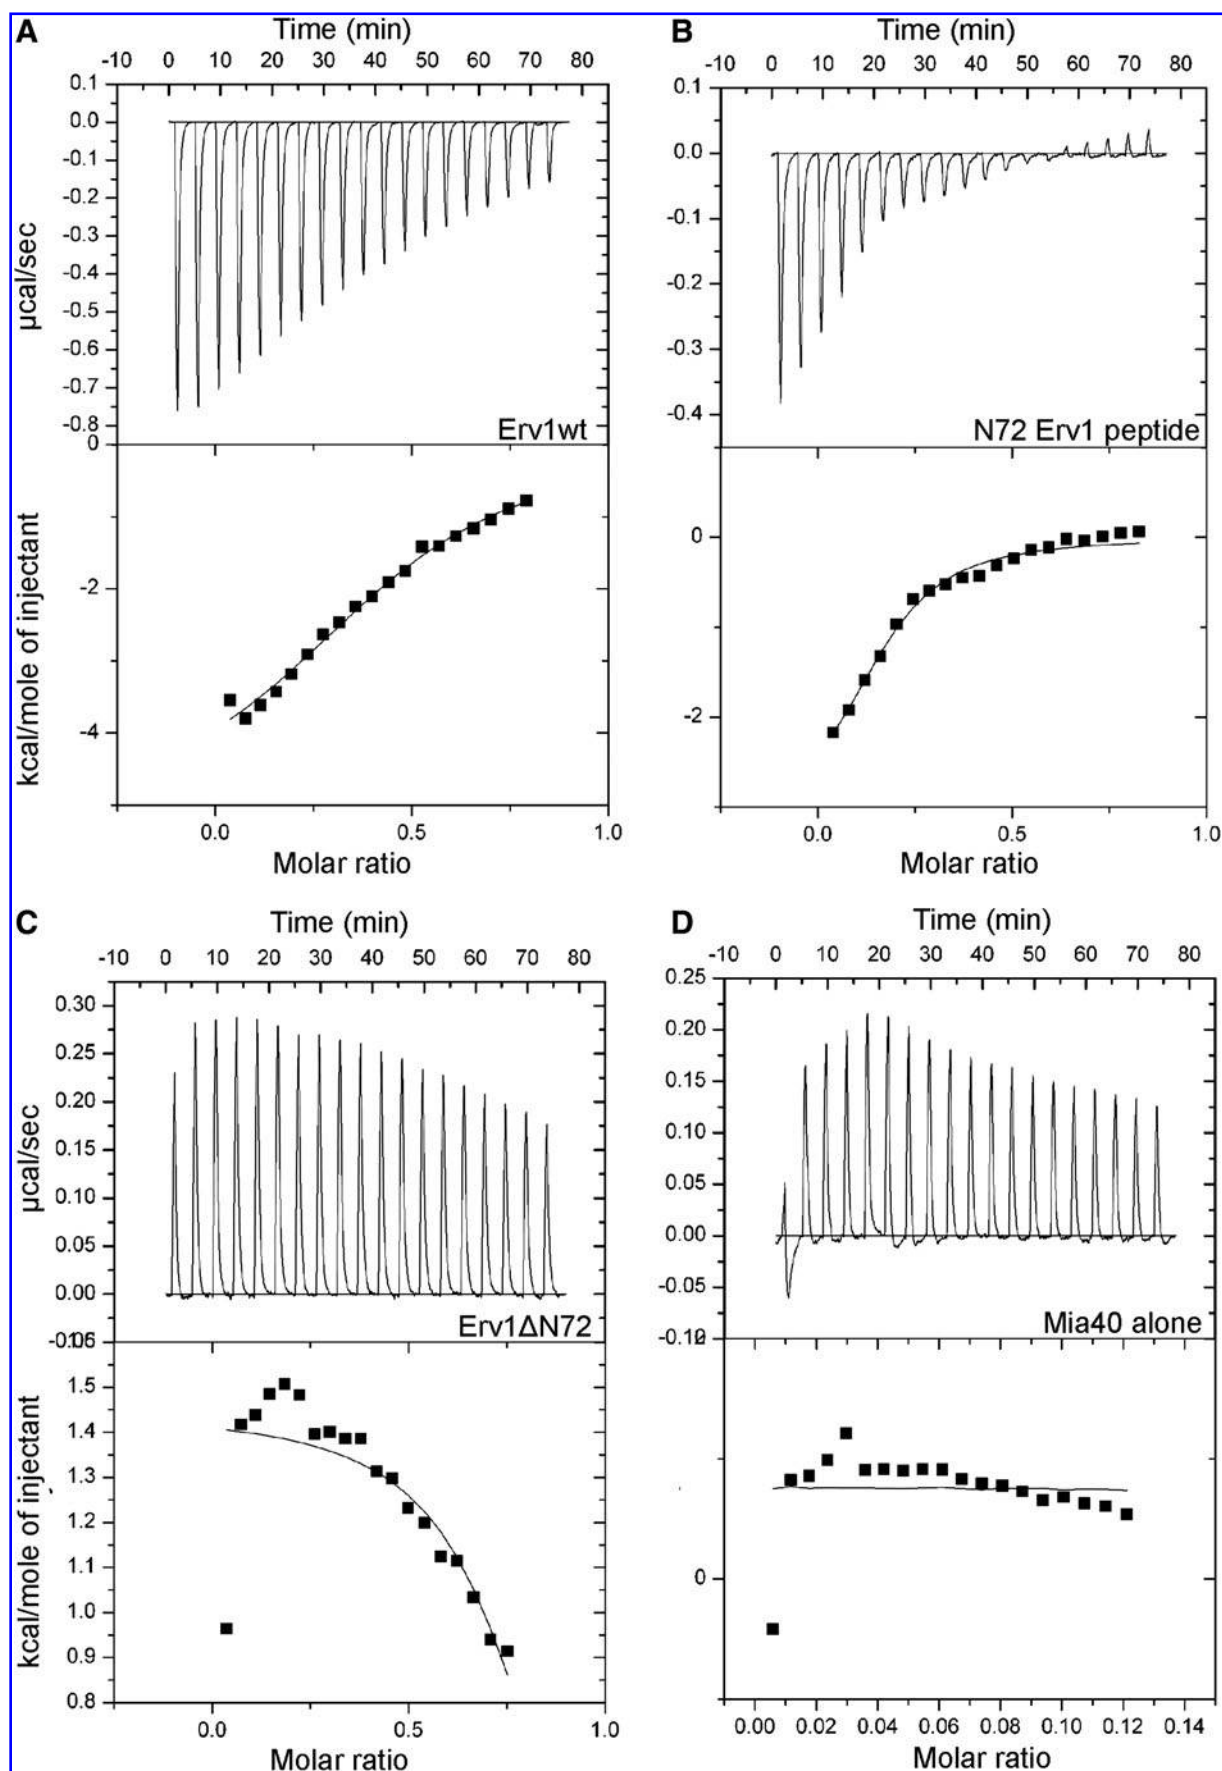 A
Time (min)
-10 0 10 20 30 40 50 60 70 80
0.1
0.0
-0.1
-0.2
-0.3
-0.4
-0.5
-0.6
-0.7
-0.8
µcal/sec
Erv1wt
0
-2
-4
kcal/mole of injectant
0.0 0.5 1.0
Molar ratio
B
Time (min)
-10 0 10 20 30 40 50 60 70 80
0.1
0.0
-0.1
-0.2
-0.3
-0.4
N72 Erv1 peptide
0
-2
0.0 0.5 1.0
Molar ratio
C
Time (min)
-10 0 10 20 30 40 50 60 70 80
0.30
0.25
0.20
0.15
0.10
0.05
0.00
µcal/sec
Erv1ΔN72
1.5
1.4
1.3
1.2
1.1
1.0
0.9
0.8
kcal/mole of injectant
0.0 0.5 1.0
Molar ratio
D
Time (min)
-10 0 10 20 30 40 50 60 70 80
0.25
0.20
0.15
0.10
0.05
0.00
-0.05
Mia40 alone
0
0.00 0.02 0.04 0.06 0.08 0.10 0.12 0.14
Molar ratio